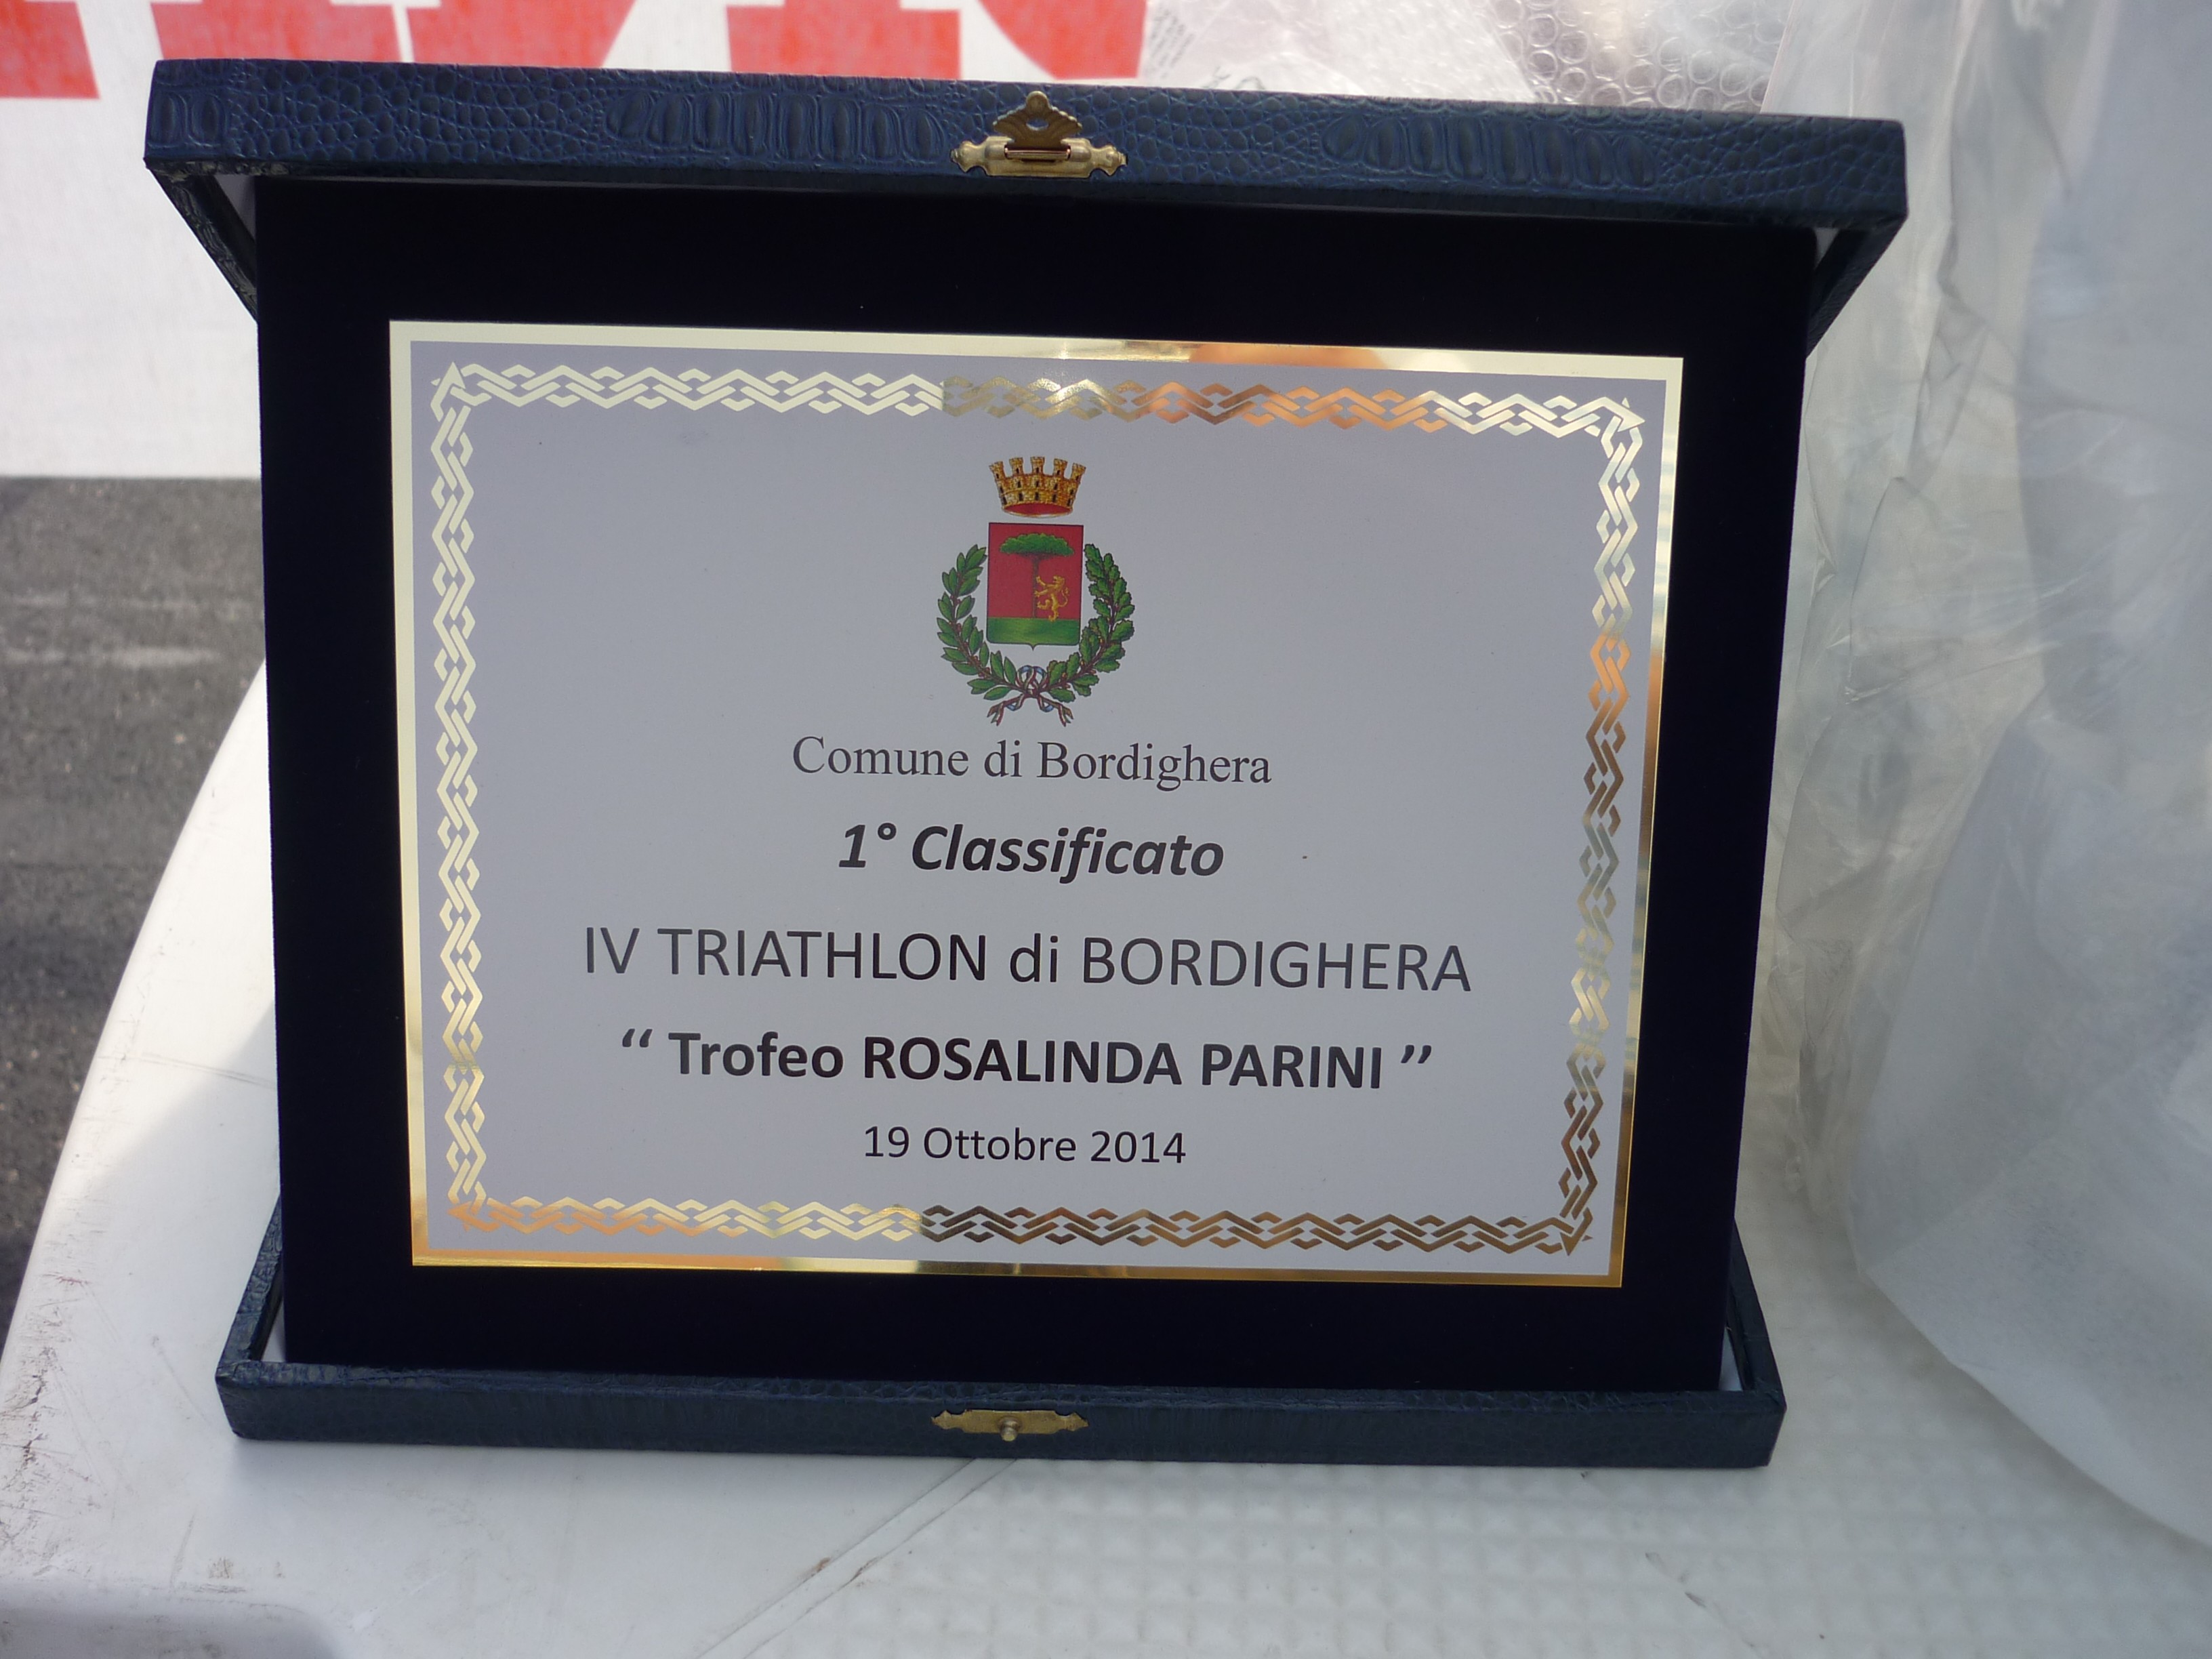 Comune di Bordighera
1° Classificato
IV TRIATHLON di BORDIGHERA
“ Trofeo ROSALINDA PARINI ”
19 Ottobre 2014